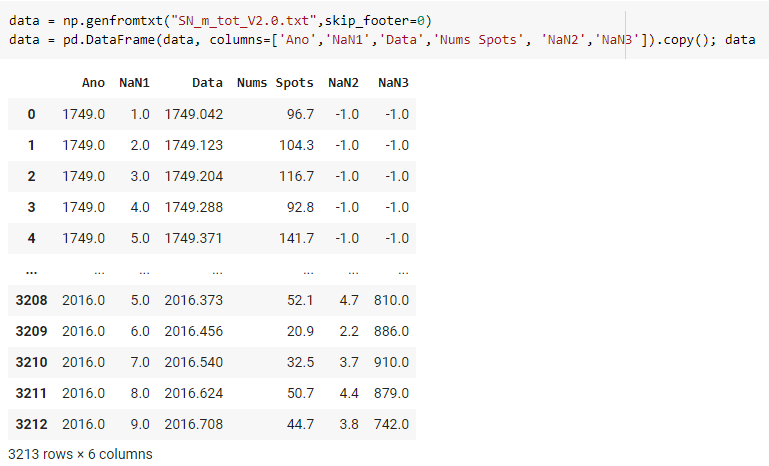 data = np.genfromtxt("SN_m_tot_V2.0.txt",skip_footer=0)
data = pd.DataFrame(data, columns=['Ano','NaN1','Data','Nums Spots', 'NaN2','NaN3']).copy(); data
Ano NaN1 Data Nums Spots NaN2 NaN3
0 1749.0 1.0 1749.042 96.7 -1.0 -1.0
1 1749.0 2.0 1749.123 104.3 -1.0 -1.0
2 1749.0 3.0 1749.204 116.7 -1.0 -1.0
3 1749.0 4.0 1749.288 92.8 -1.0 -1.0
4 1749.0 5.0 1749.371 141.7 -1.0 -1.0
... ... ... ... ... ... ...
3208 2016.0 5.0 2016.373 52.1 4.7 810.0
3209 2016.0 6.0 2016.456 20.9 2.2 886.0
3210 2016.0 7.0 2016.540 32.5 3.7 910.0
3211 2016.0 8.0 2016.624 50.7 4.4 879.0
3212 2016.0 9.0 2016.708 44.7 3.8 742.0
3213 rows × 6 columns